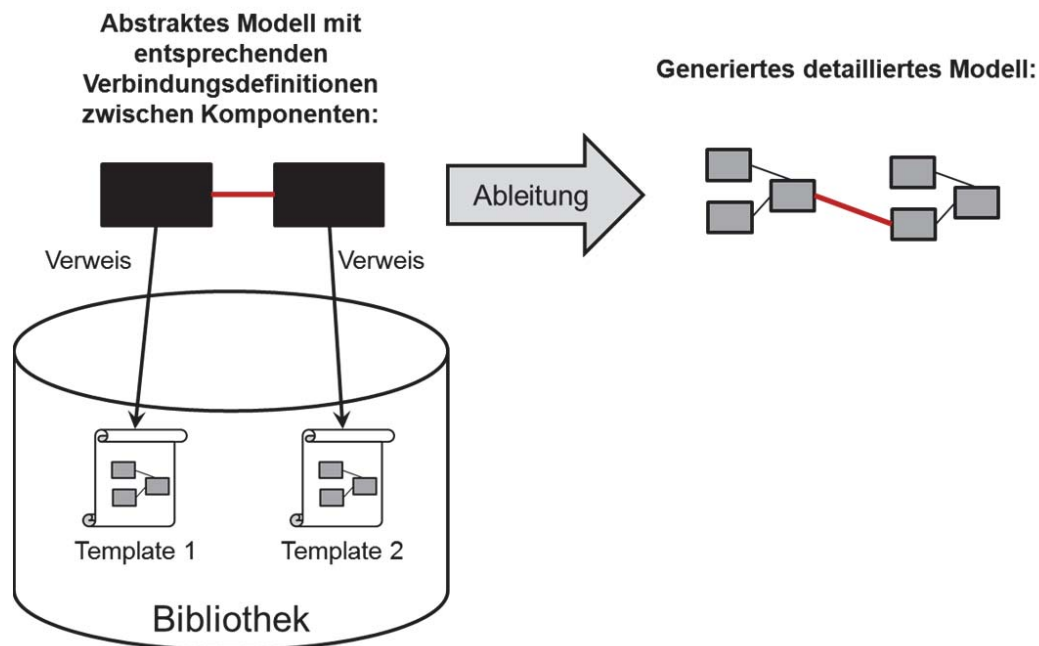 Abstraktes Modell mit
entsprechenden
Verbindungsdefinitionen
zwischen Komponenten:
Generiertes detailliertes Modell:
Ableitung
Verweis
Verweis
Template 1
Template 2
Bibliothek